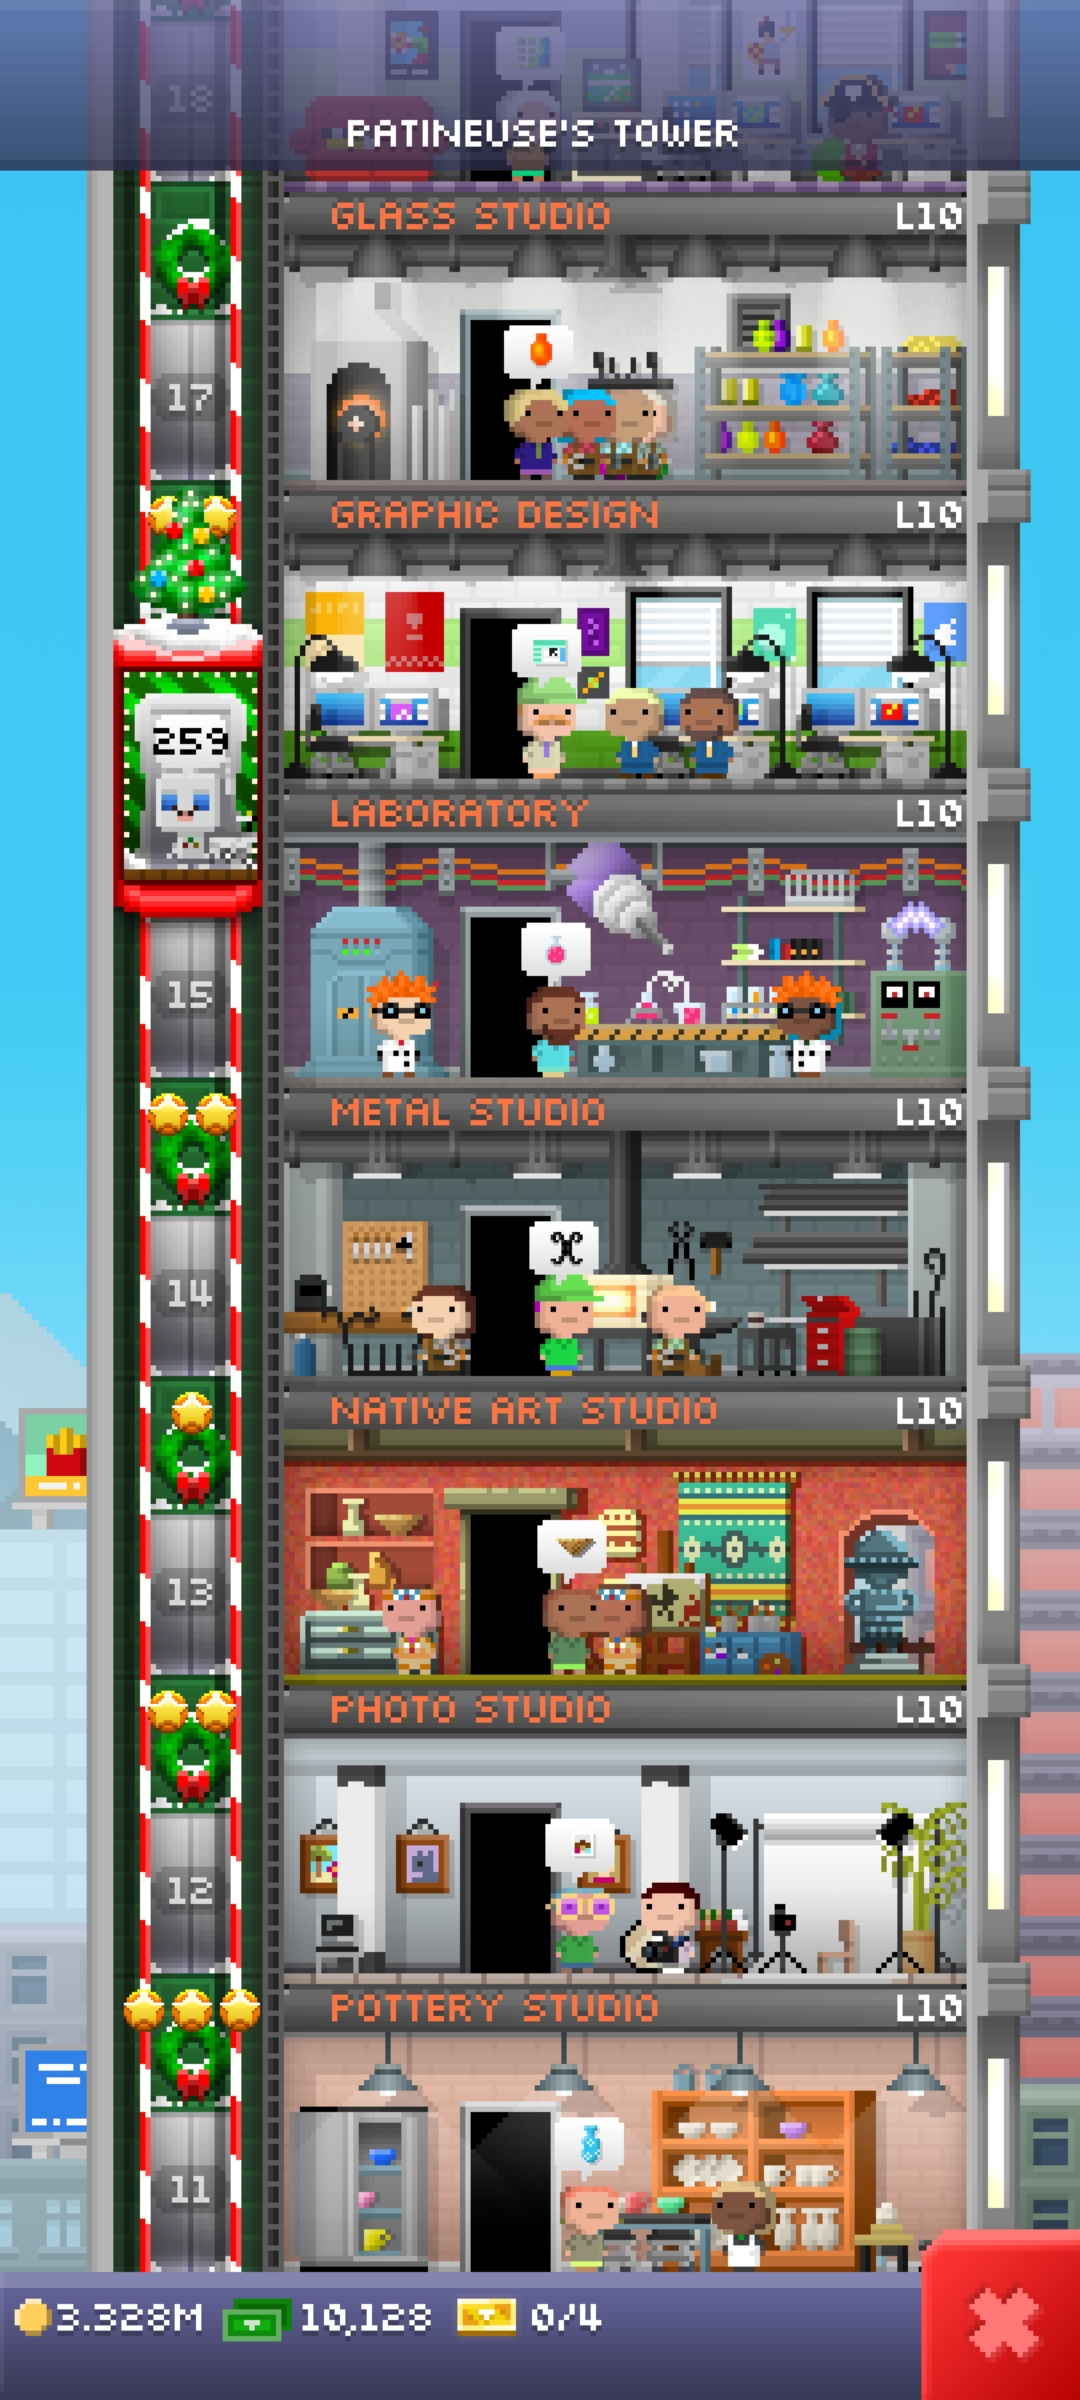 18
PATINEUSE'S TOWER
GLASS STUDIO L10
17
GRAPHIC DESIGN L10
259
LABORATORY L10
15
METAL STUDIO L10
14
NATIVE ART STUDIO L10
13
PHOTO STUDIO L10
12
POTTERY STUDIO L10
11
3.328M 10,128 0/4